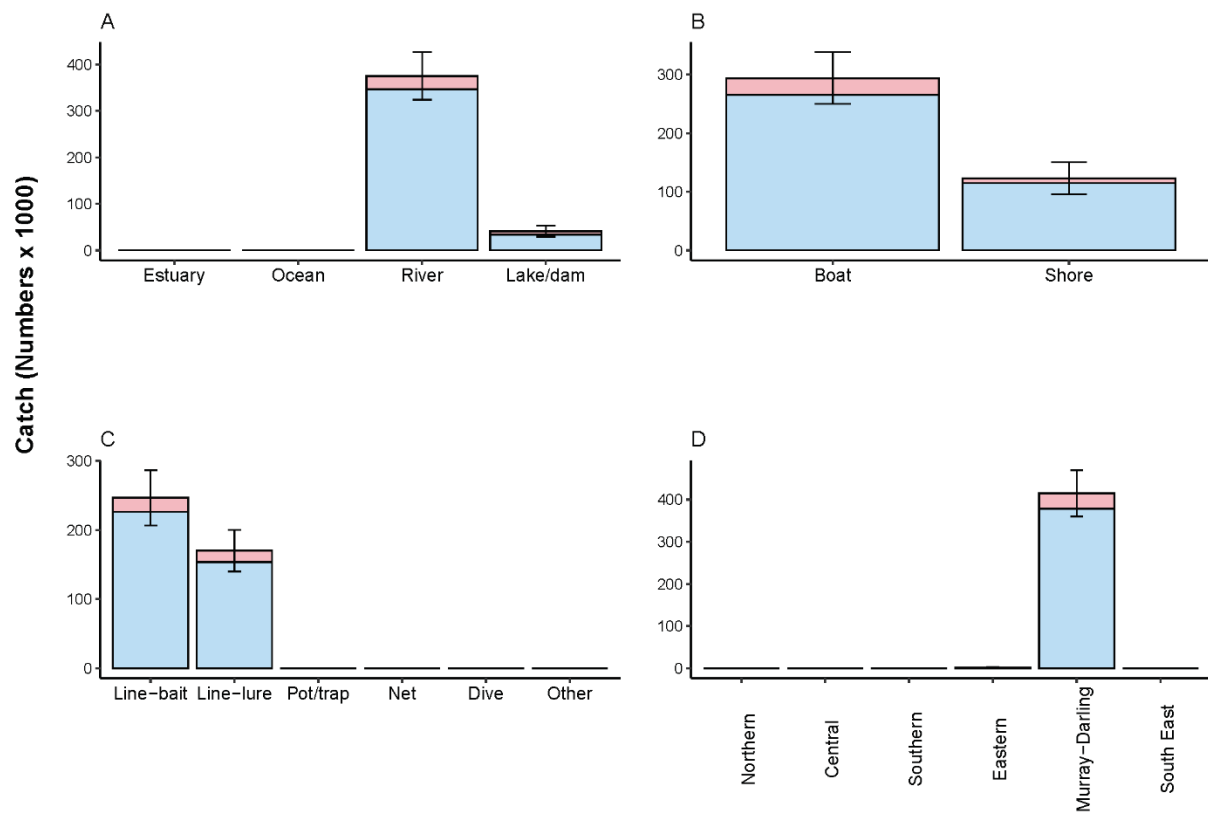 Catch (Numbers x 1000)
A
400
300
200
100
0
Estuary Ocean River Lake/dam
B
300
200
100
0
Boat Shore
C
300
200
100
0
Line−bait Line−lure Pot/trap Net Dive Other
D
400
300
200
100
0
Northern
Central
Southern
Eastern
Murray−Darling
South East